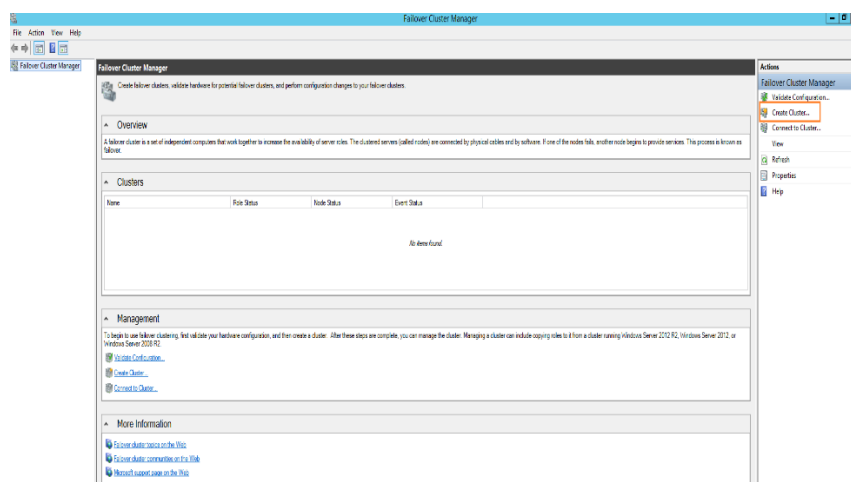 Failover Cluster Manager
File Action View Help
Failover Cluster Manager
Failover Cluster Manager
Create failover clusters, validate hardware for potential failover clusters, and perform configuration changes to your failover clusters.
Overview
A failover cluster is a set of independent computers that work together to increase the availability of server roles. The clustered servers (called nodes) are connected by physical cables and by software. If one of the nodes fails, another node begins to provide services. This process is known as
failover.
Clusters
Name Role Status Node Status Event Status
No items found.
Management
To begin to use failover clustering, first validate your hardware configuration, and then create a cluster. After these steps are complete, you can manage the cluster. Managing a cluster can include copying roles to it from a cluster running Windows Server 2012 R2, Windows Server 2012, or
Windows Server 2008 R2.
Validate Configuration...
Create Cluster...
Connect to Cluster...
More Information
Failover cluster topics on the Web
Failover cluster communities on the Web
Microsoft support page on the Web
Actions
Failover Cluster Manager
Validate Configuration...
Create Cluster...
Connect to Cluster...
View
Refresh
Properties
Help